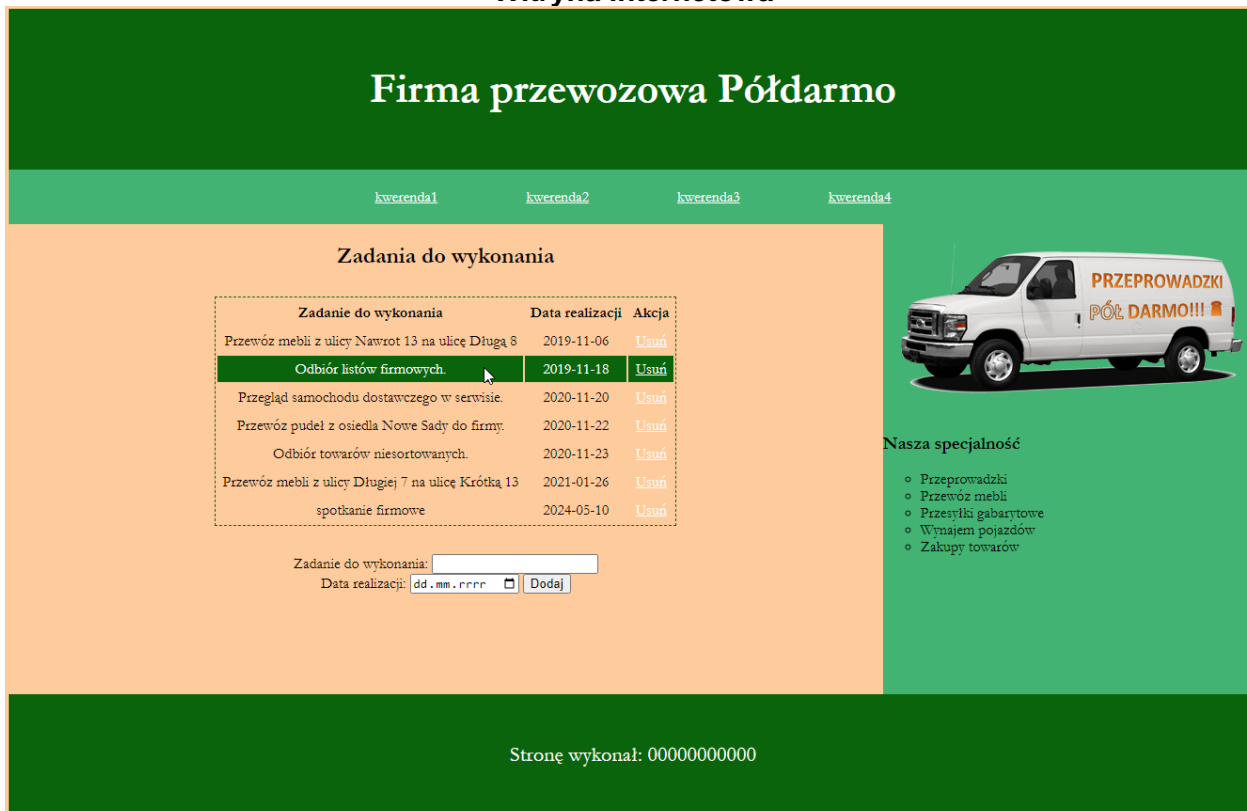 Witryna internetowa
Firma przewozowa Półdarmo
kwerenda1 kwerenda2 kwerenda3 kwerenda4
Zadania do wykonania
Zadanie do wykonania Data realizacji Akcja
Przewóz mebli z ulicy Nawrot 13 na ulicę Długą 8 2019-11-06 Usuń
Odbiór listów firmowych. 2019-11-18 Usuń
Przegląd samochodu dostawczego w serwisie. 2020-11-20 Usuń
Przewóz pudeł z osiedla Nowe Sady do firmy. 2020-11-22 Usuń
Odbiór towarów niesortowanych. 2020-11-23 Usuń
Przewóz mebli z ulicy Długiej 7 na ulicę Krótką 13 2021-01-26 Usuń
spotkanie firmowe 2024-05-10 Usuń
Zadanie do wykonania:
Data realizacji: dd.mm.rrrr Dodaj
PRZEPROWADZKI
PÓŁ DARMO!!!
Nasza specjalność
Przeprowadzki
Przewóz mebli
Przesyłki gabarytowe
Wynajem pojazdów
Zakupy towarów
Stronę wykonał: 00000000000